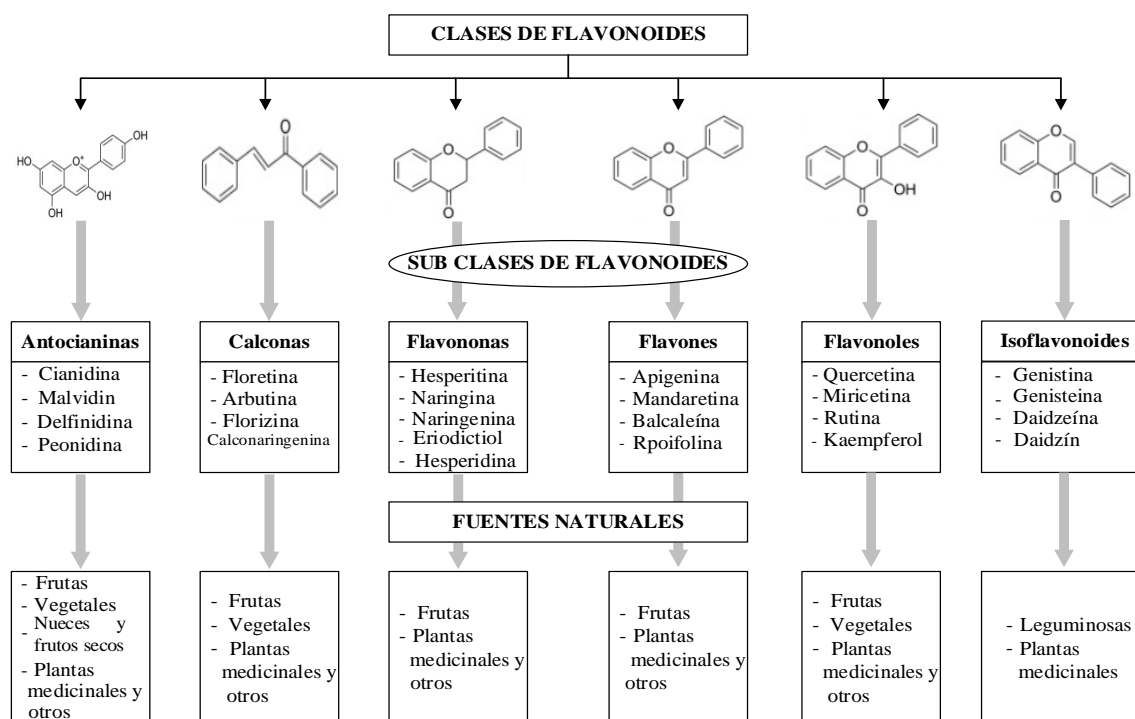 CLASES DE FLAVONOIDES
OH
HO
O+
OH
OH
O
O
O
O
O
O
OH
O
O
O
SUB CLASES DE FLAVONOIDES
Antocianinas
- Cianidina
- Malvidin
- Delfinidina
- Peonidina
Calconas
- Floretina
- Arbutina
- Florizina
Calconaringenina
Flavononas
- Hesperitina
- Naringina
- Naringenina
- Eriodictiol
- Hesperidina
Flavones
- Apigenina
- Mandaretina
- Balcaleína
- Rpoifolina
Flavonoles
- Quercetina
- Miricetina
- Rutina
- Kaempferol
Isoflavonoides
- Genistina
- Genisteina
- Daidzeína
- Daidzín
FUENTES NATURALES
- Frutas
- Vegetales
- Nueces y
frutos secos
- Plantas
medicinales y
otros
- Frutas
- Vegetales
- Plantas
medicinales y
otros
- Frutas
- Plantas
medicinales y
otros
- Frutas
- Plantas
medicinales y
otros
- Frutas
- Vegetales
- Plantas
medicinales y
otros
- Leguminosas
- Plantas
medicinales